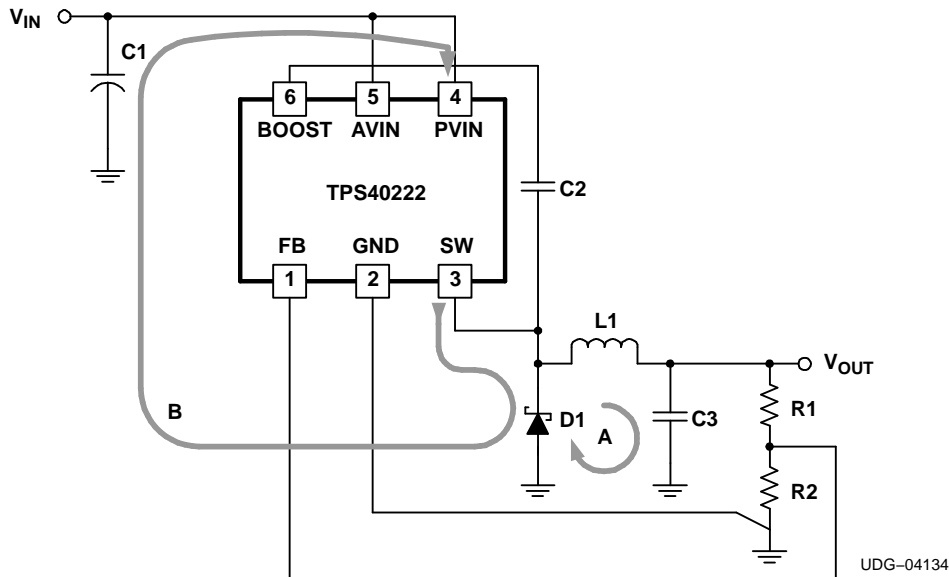 VIN
C1
6 5 4
BOOST AVIN PVIN
TPS40222
C2
FB GND SW
1 2 3
L1
VOUT
R1
B
D1
A
C3
R2
UDG–04134